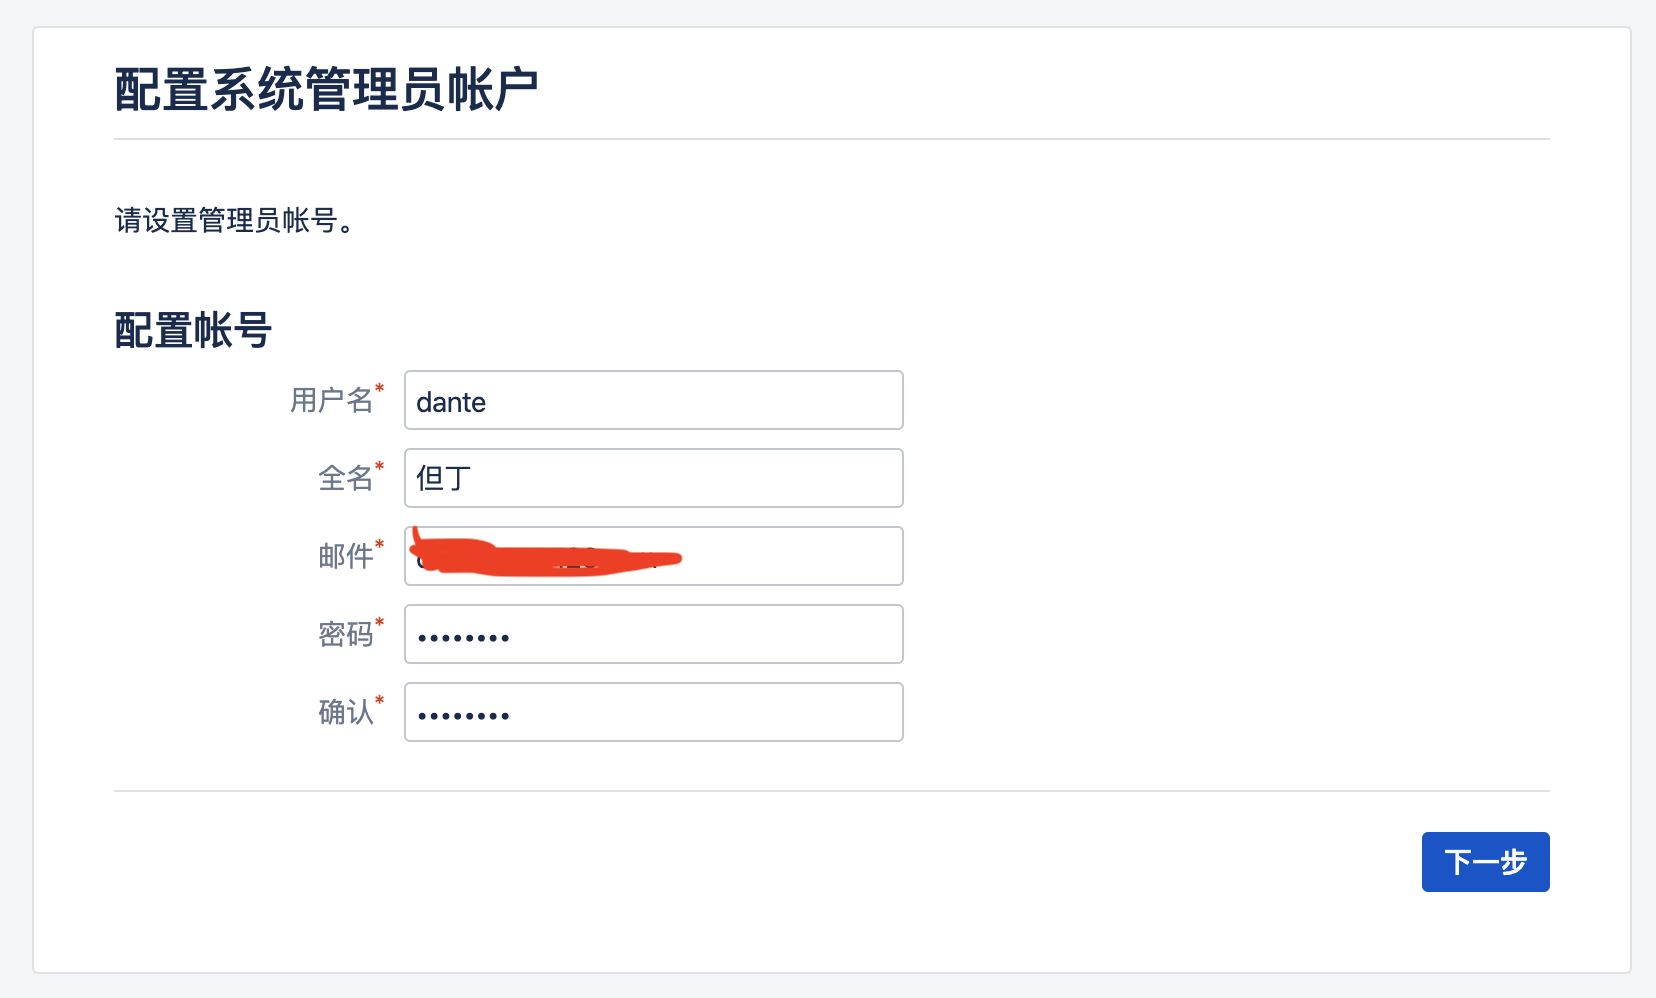 配置系统管理员帐户
请设置管理员帐号。
配置帐号
用户名*
dante
全名*
但丁
邮件*
密码*
••••••••
确认*
••••••••
下一步